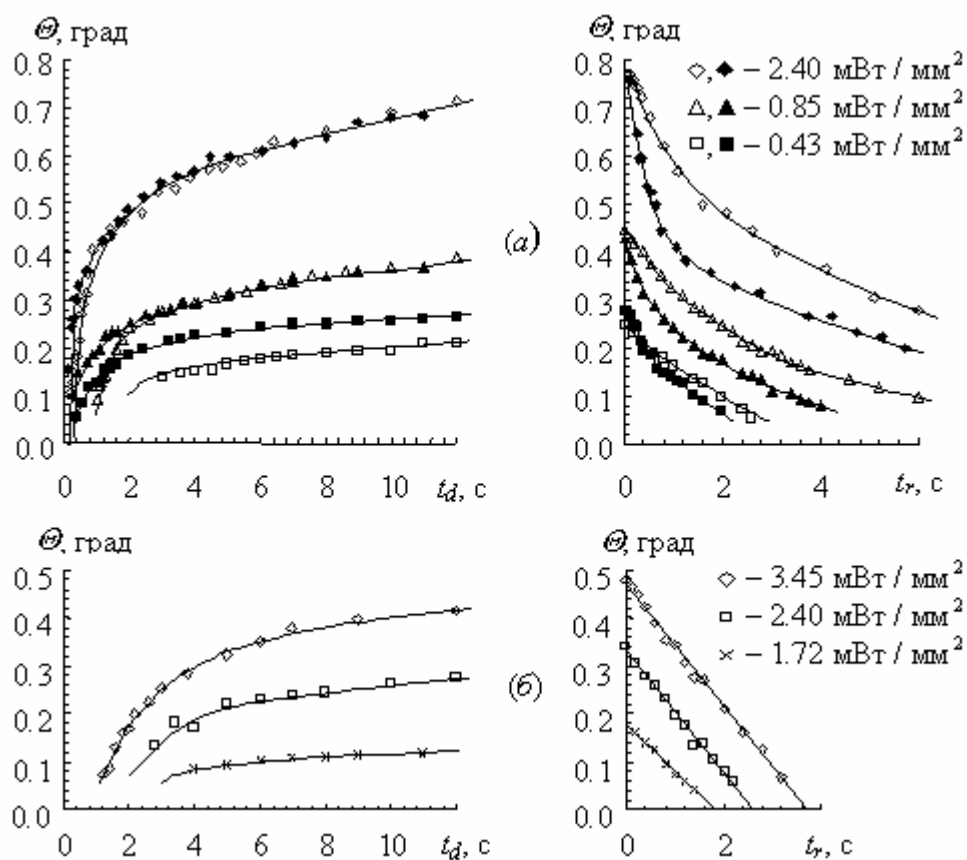 Θ, град
0.8
0.7
0.6
0.5
0.4
0.3
0.2
0.1
0.0
0 2 4 6 8 10 t_d, с
(а)
Θ, град
0.8
0.7
0.6
0.5
0.4
0.3
0.2
0.1
0.0
◇,◆ – 2.40 мВт / мм²
△,▲ – 0.85 мВт / мм²
□,■ – 0.43 мВт / мм²
0 2 4 t_r, с
Θ, град
0.5
0.4
0.3
0.2
0.1
0.0
0 2 4 6 8 10 t_d, с
(б)
Θ, град
0.5
0.4
0.3
0.2
0.1
0.0
◇ – 3.45 мВт / мм²
□ – 2.40 мВт / мм²
× – 1.72 мВт / мм²
0 2 t_r, с